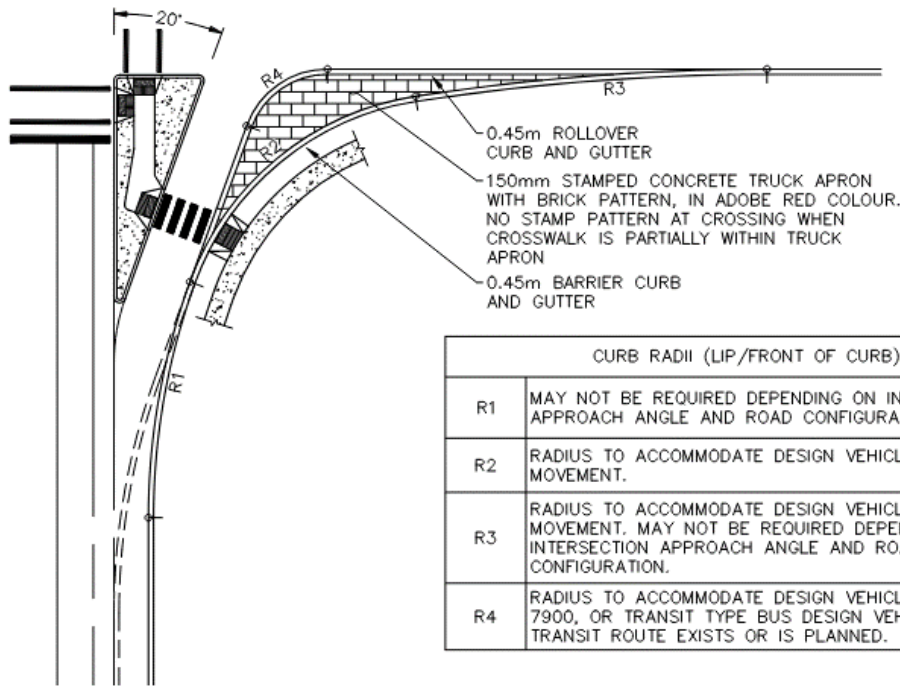 20°
R4
R3
R2
R1
0.45m ROLLOVER
CURB AND GUTTER
150mm STAMPED CONCRETE TRUCK APRON
WITH BRICK PATTERN, IN ADOBE RED COLOUR.
NO STAMP PATTERN AT CROSSING WHEN
CROSSWALK IS PARTIALLY WITHIN TRUCK
APRON
0.45m BARRIER CURB
AND GUTTER
CURB RADII (LIP/FRONT OF CURB)
R1 MAY NOT BE REQUIRED DEPENDING ON
APPROACH ANGLE AND ROAD
R2 RADIUS TO ACCOMMODATE DESIGN
MOVEMENT.
R3 RADIUS TO ACCOMMODATE DESIGN
MOVEMENT. MAY NOT BE REQUIRED
INTERSECTION APPROACH ANGLE AND
CONFIGURATION.
R4 RADIUS TO ACCOMMODATE DESIGN
7900, OR TRANSIT TYPE BUS DESIGN
TRANSIT ROUTE EXISTS OR IS PLANNED.